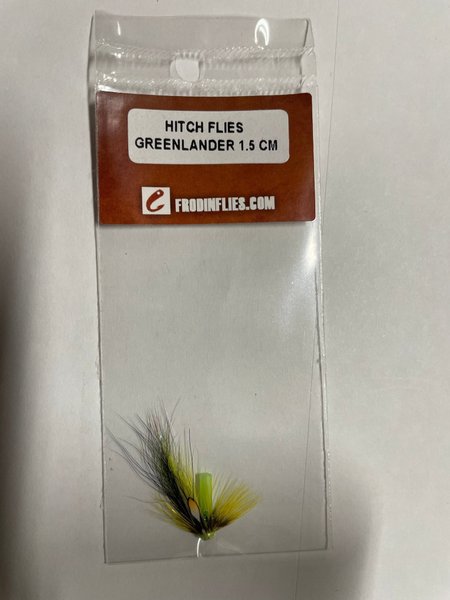 HITCH FLIES
GREENLANDER 1.5 CM
FRODINFLIES.COM